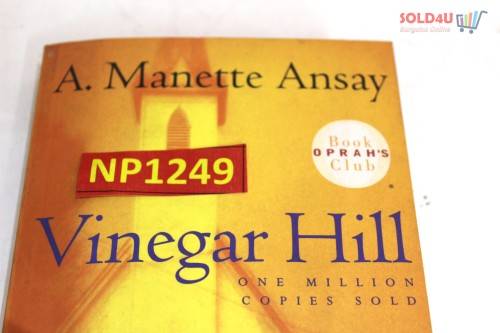 SOLD4U
Bargains Online
A. Manette Ansay
Book
OPRAH'S
Club
NP1249
Vinegar Hill
ONE MILLION
COPIES SOLD